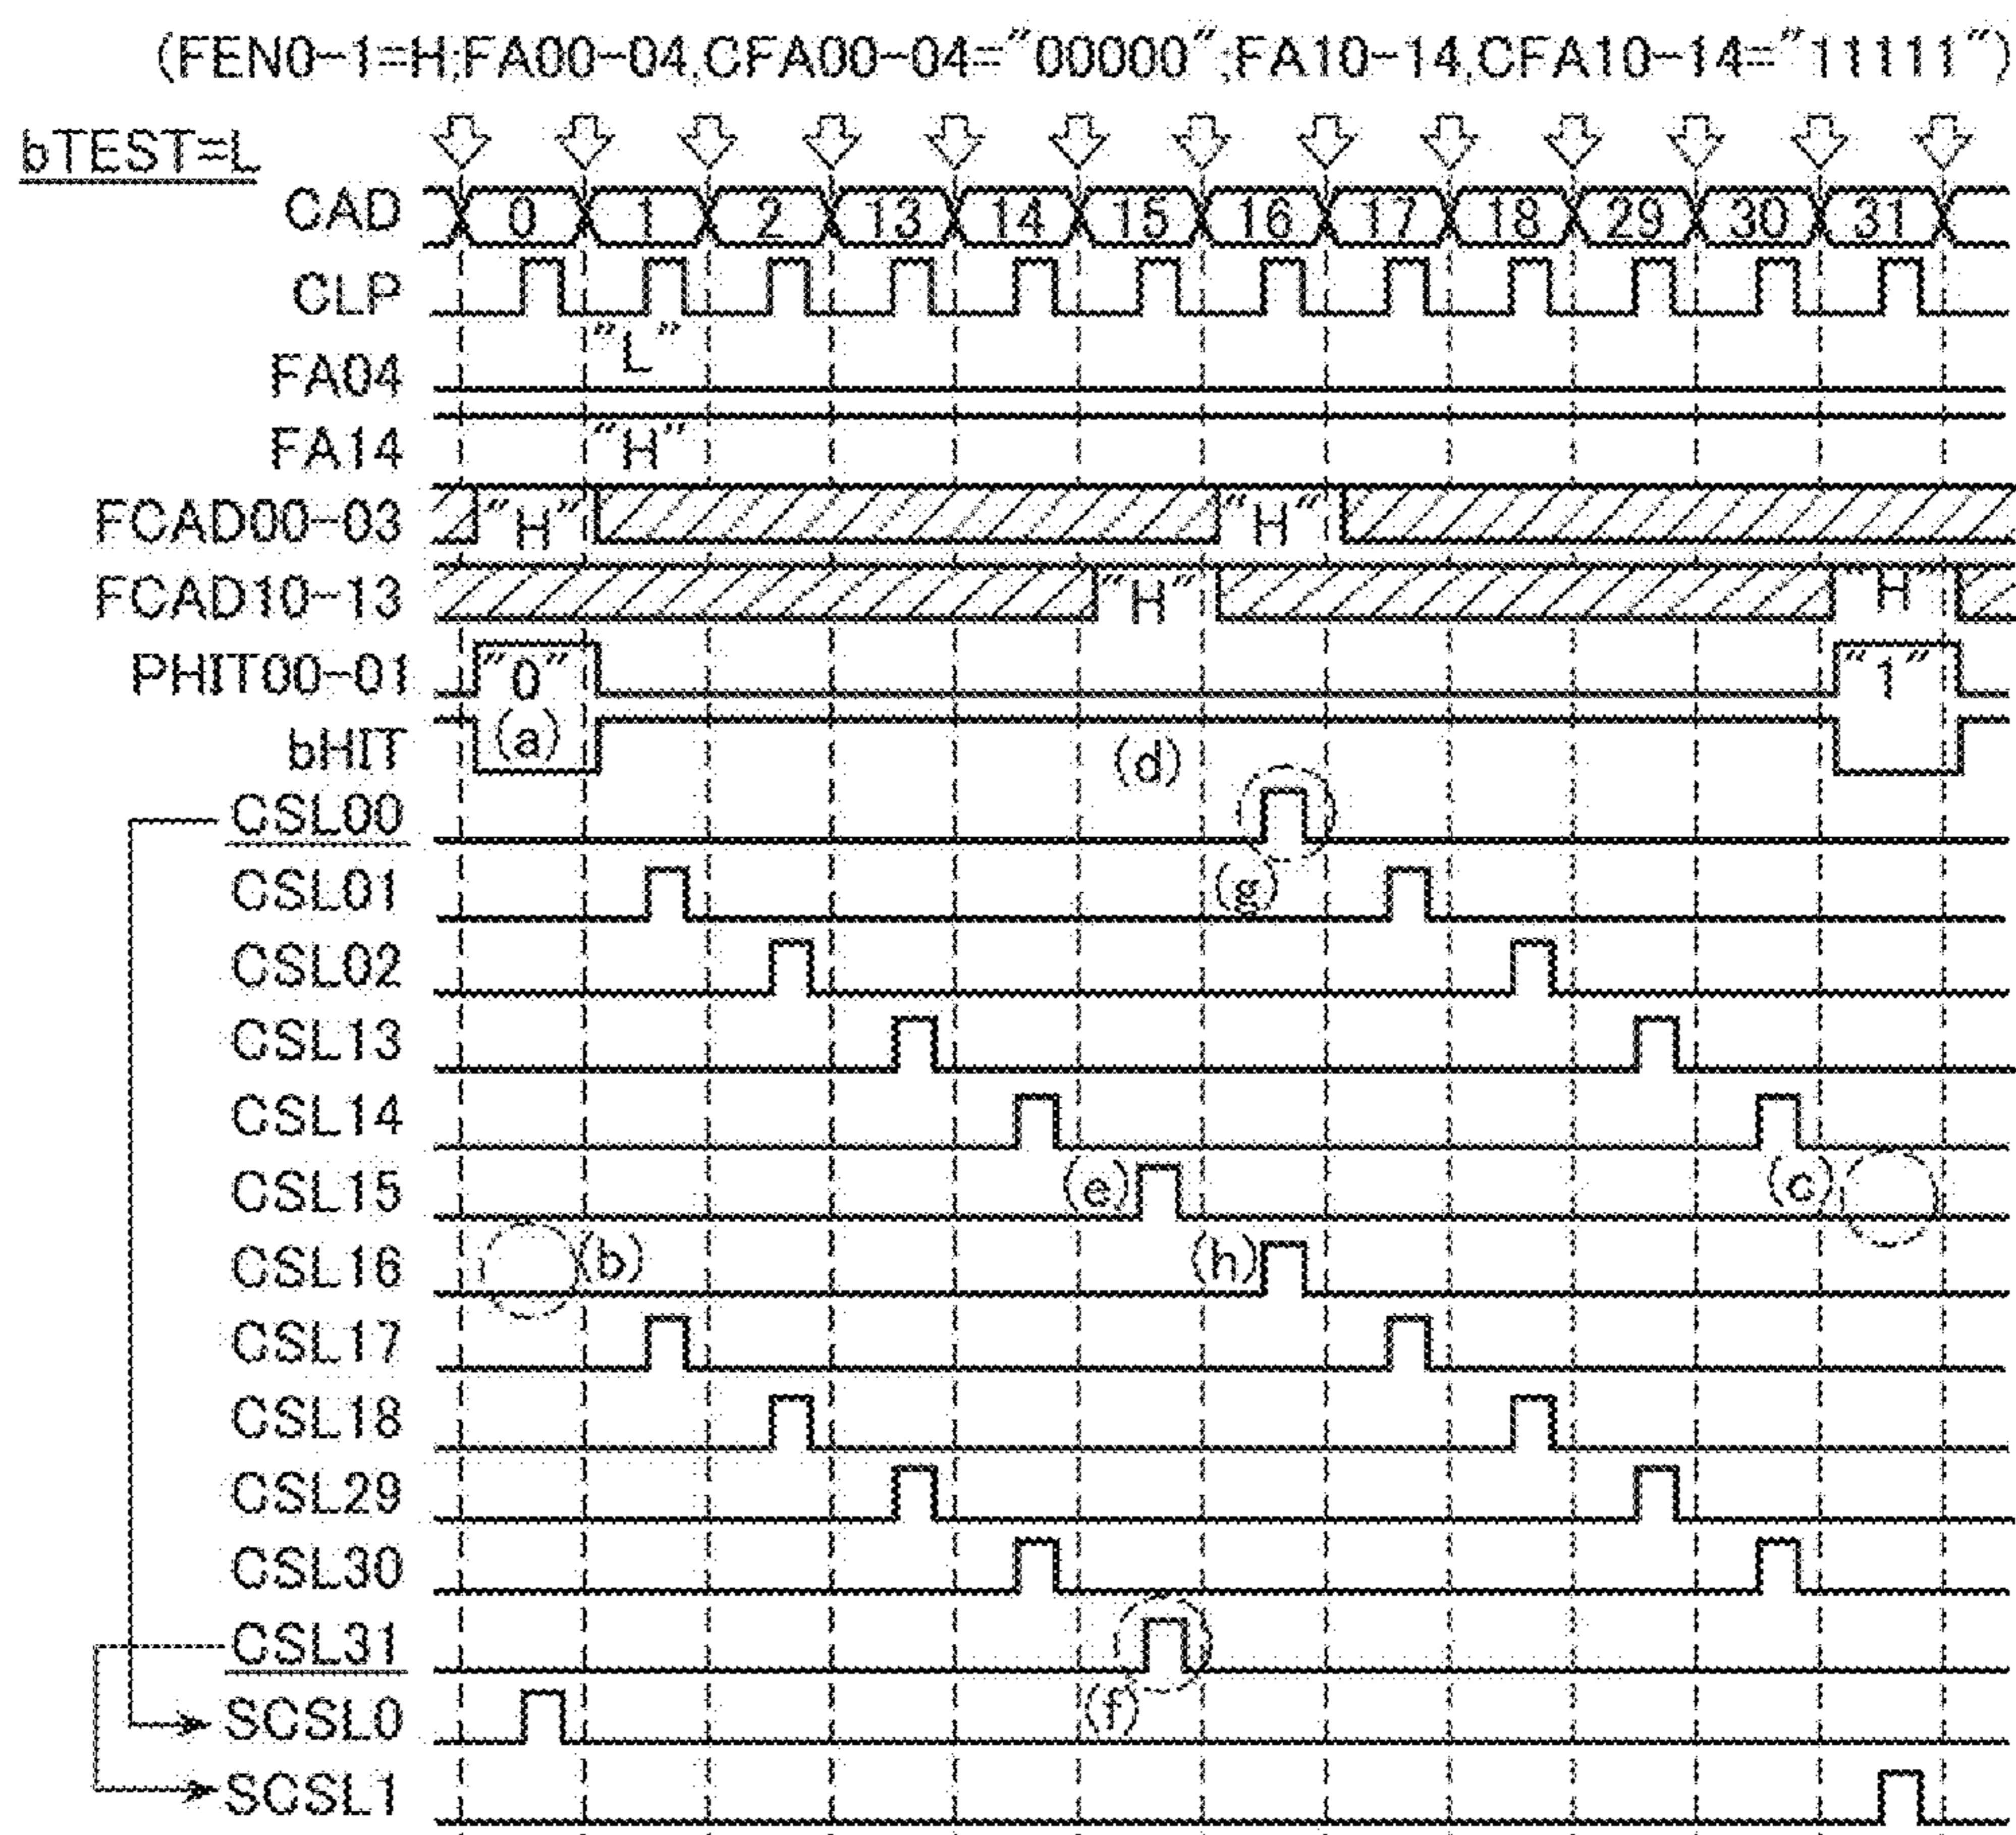 (FEN0-1=H;FA00-04,CFA00-04="00000";FA10-14,CFA10-14="11111")
bTEST=L
CAD 0 1 2 13 14 15 16 17 18 29 30 31
CLP
FA04 "L"
FA14 "H"
FCAD00-03 "H" "H"
FCAD10-13 "H" "H"
PHIT00-01 "0" "1"
bHIT (a) (d)
CSL00
CSL01 (g)
CSL02
CSL13
CSL14
CSL15 (e) (c)
CSL16 (b) (h)
CSL17
CSL18
CSL29
CSL30
CSL31
SCSL0 (f)
SCSL1